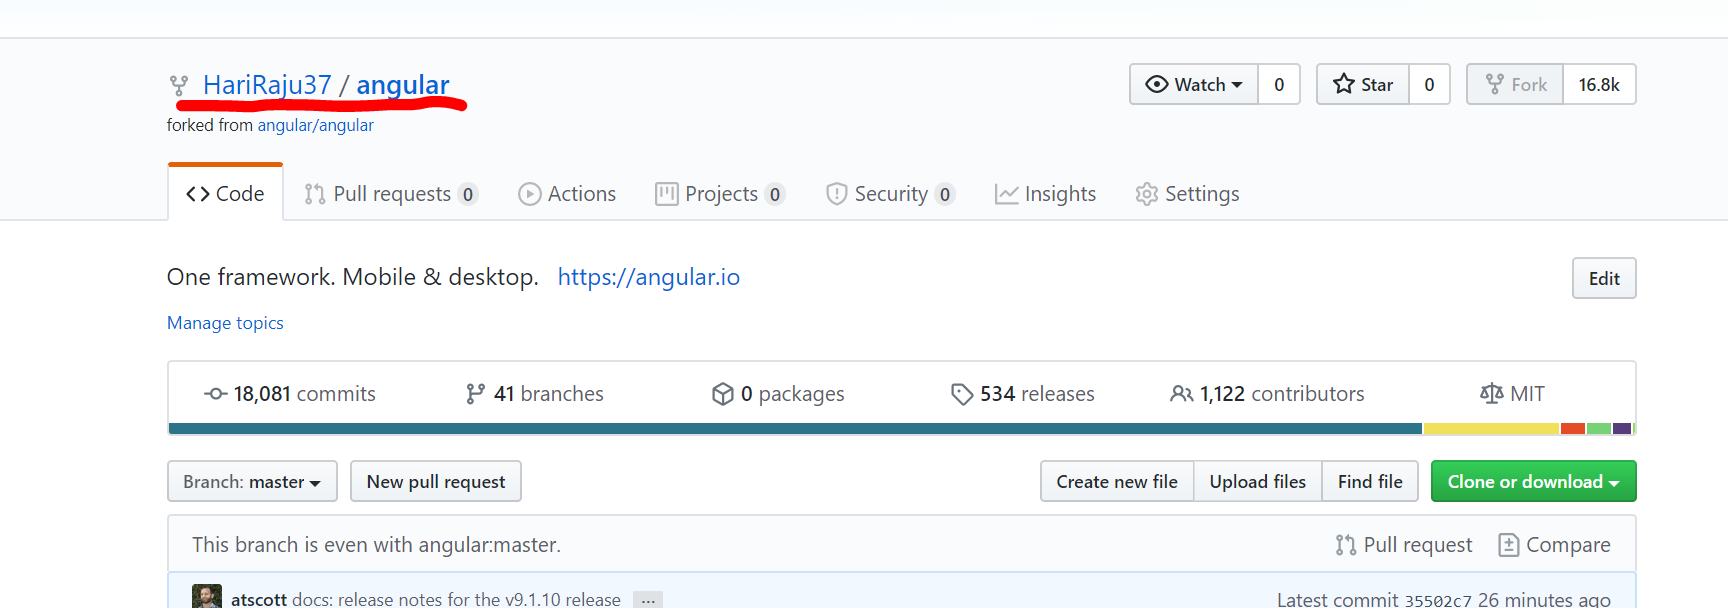 HariRaju37 / angular
Watch 0
Star 0
Fork 16.8k
forked from angular/angular
Code
Pull requests 0
Actions
Projects 0
Security 0
Insights
Settings
One framework. Mobile & desktop. https://angular.io
Edit
Manage topics
18,081 commits
41 branches
0 packages
534 releases
1,122 contributors
MIT
Branch: master
New pull request
Create new file
Upload files
Find file
Clone or download
This branch is even with angular:master.
Pull request
Compare
atscott docs: release notes for the v9.1.10 release ...
Latest commit 35502c7 26 minutes ago